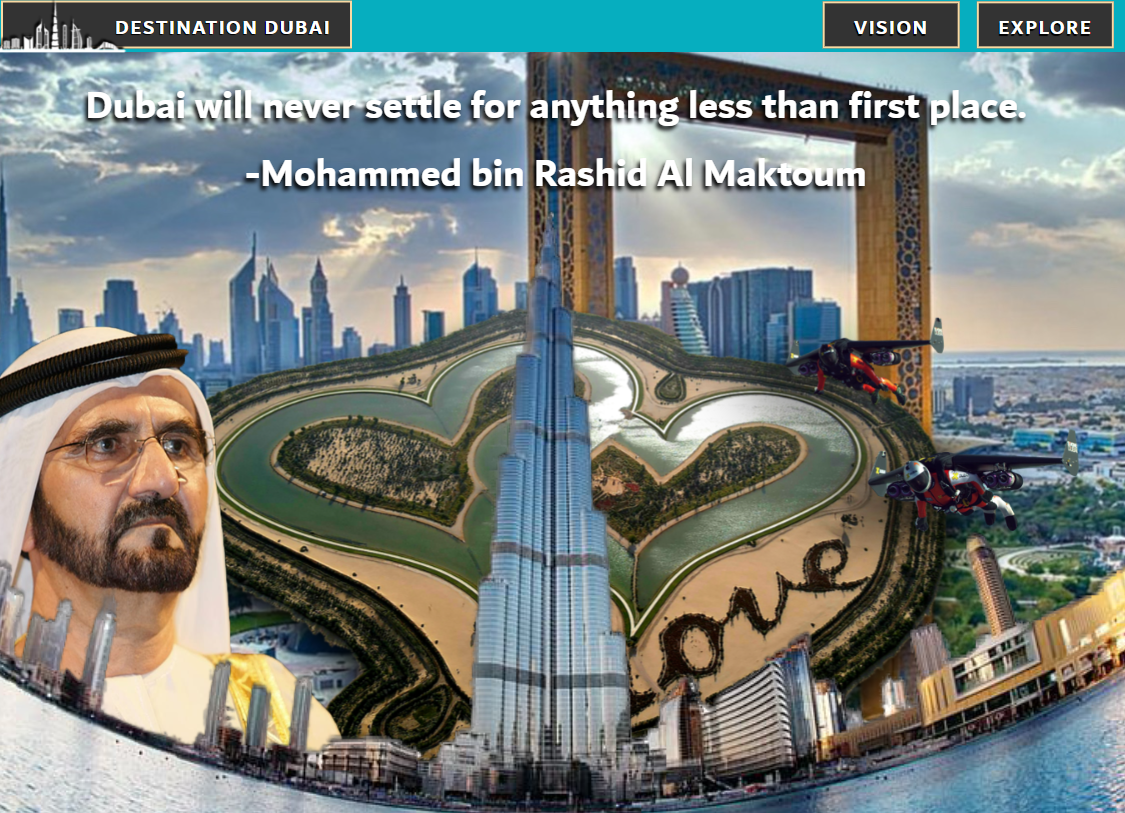 DESTINATION DUBAI
VISION
EXPLORE
Dubai will never settle for anything less than first place.
-Mohammed bin Rashid Al Maktoum
Love